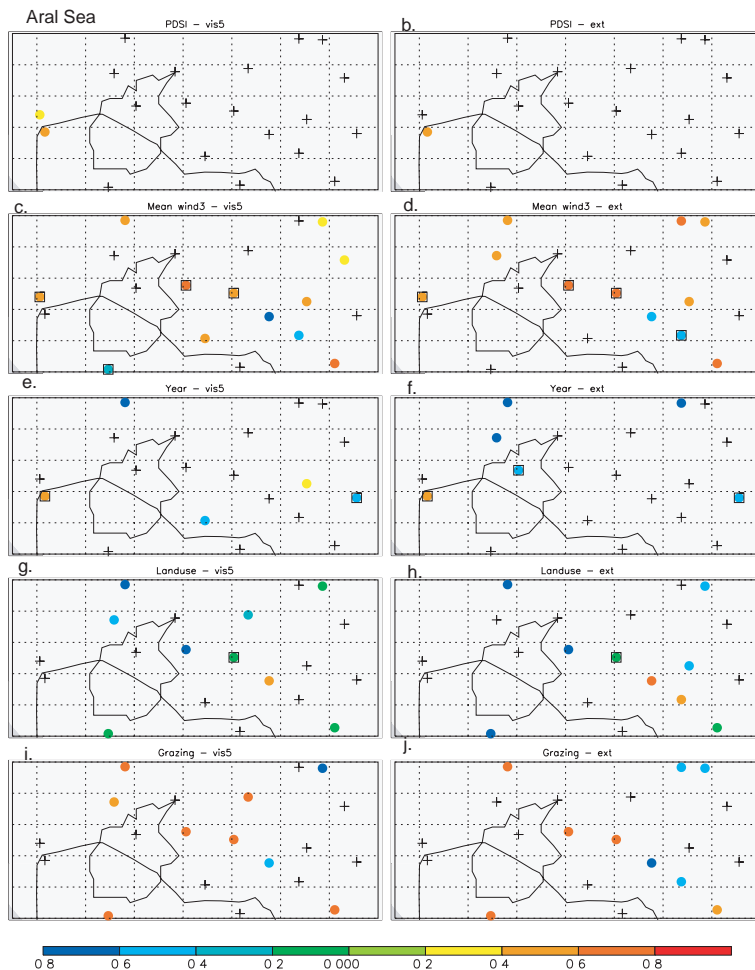 Aral Sea
PDSI – vis5
b.
PDSI – ext
c.
Mean wind3 – vis5
d.
Mean wind3 – ext
e.
Year – vis5
f.
Year – ext
g.
Landuse – vis5
h.
Landuse – ext
i.
Grazing – vis5
J.
Grazing – ext
0 8 0 6 0 4 0 2 0 000 0 2 0 4 0 6 0 8